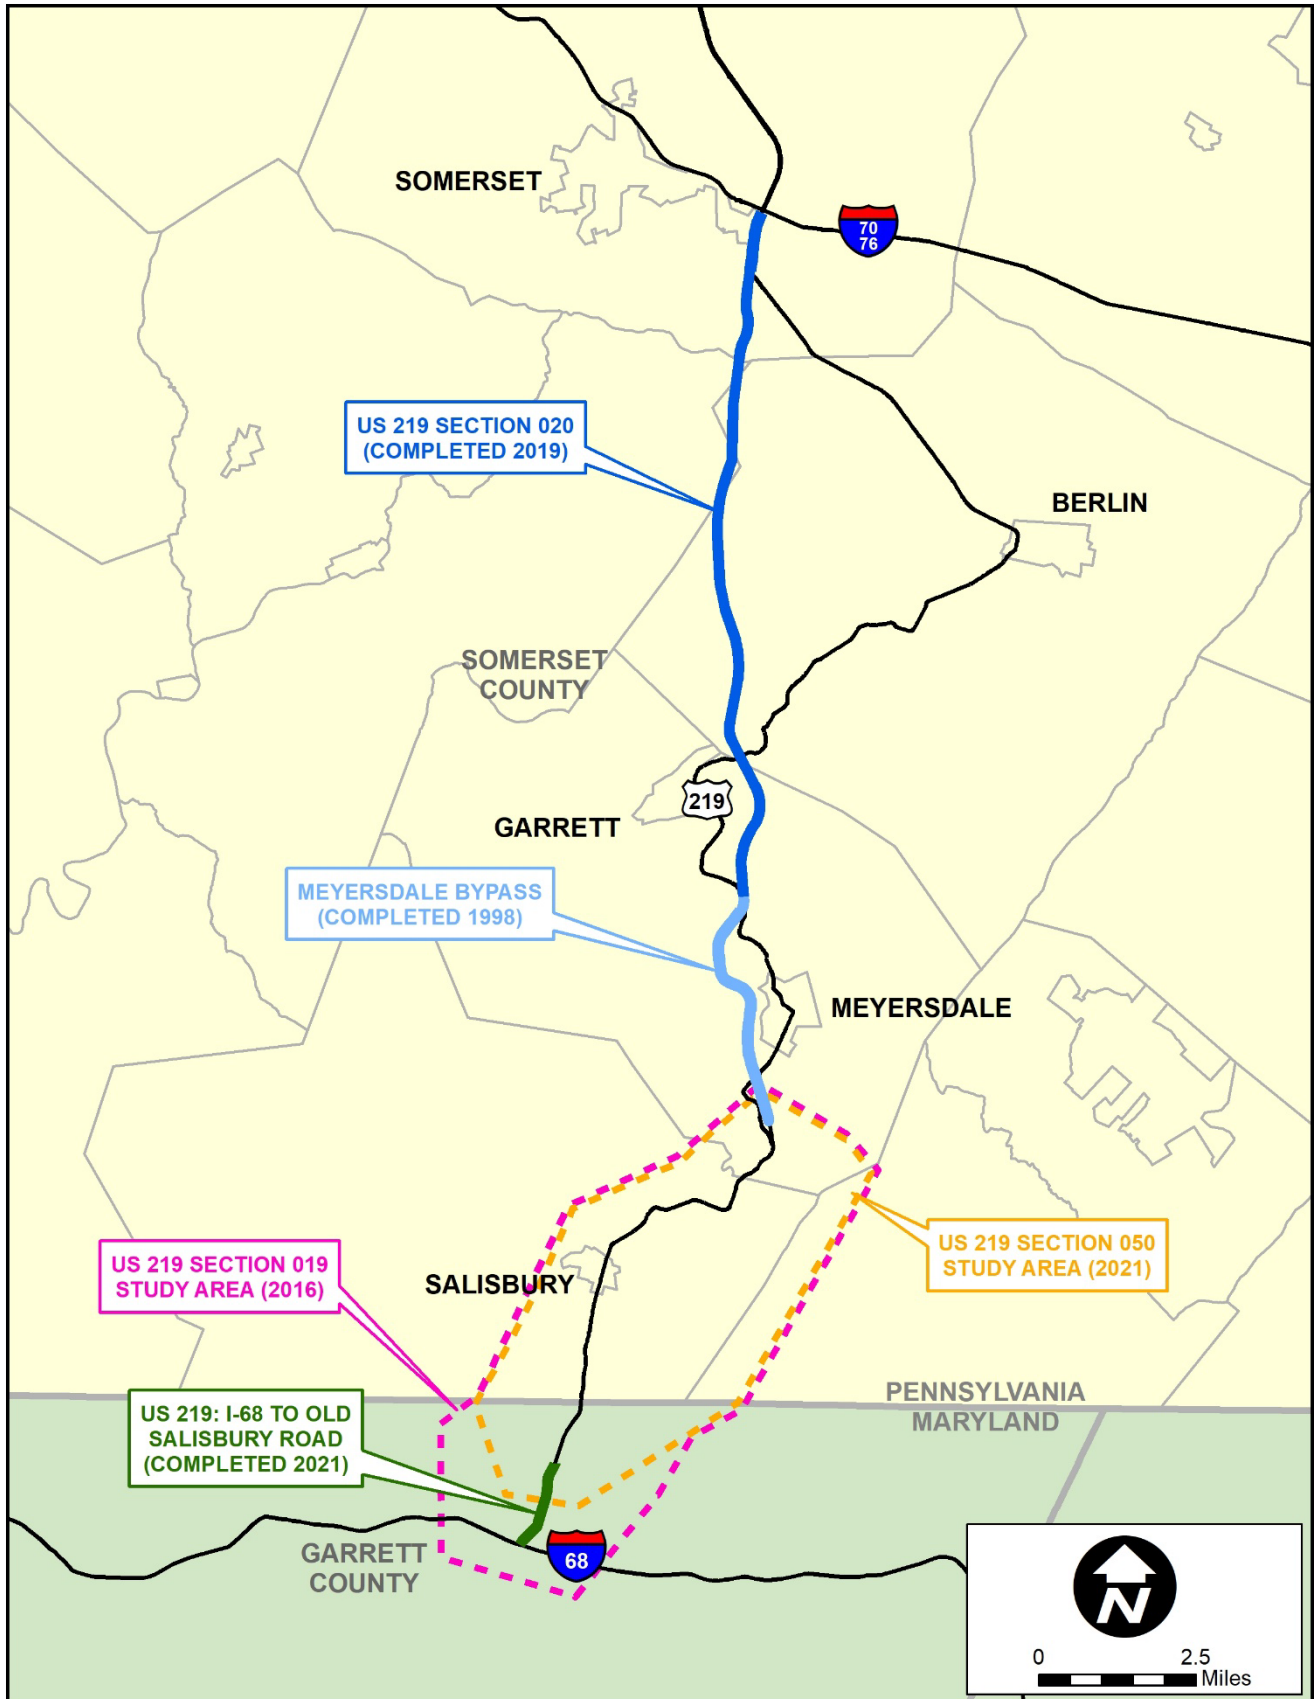 SOMERSET
70
76
US 219 SECTION 020
(COMPLETED 2019)
BERLIN
SOMERSET
COUNTY
219
GARRETT
MEYERSDALE BYPASS
(COMPLETED 1998)
MEYERSDALE
US 219 SECTION 050
STUDY AREA (2021)
US 219 SECTION 019
STUDY AREA (2016)
SALISBURY
PENNSYLVANIA
MARYLAND
US 219: I-68 TO OLD
SALISBURY ROAD
(COMPLETED 2021)
GARRETT
COUNTY
68
N
0 2.5
Miles